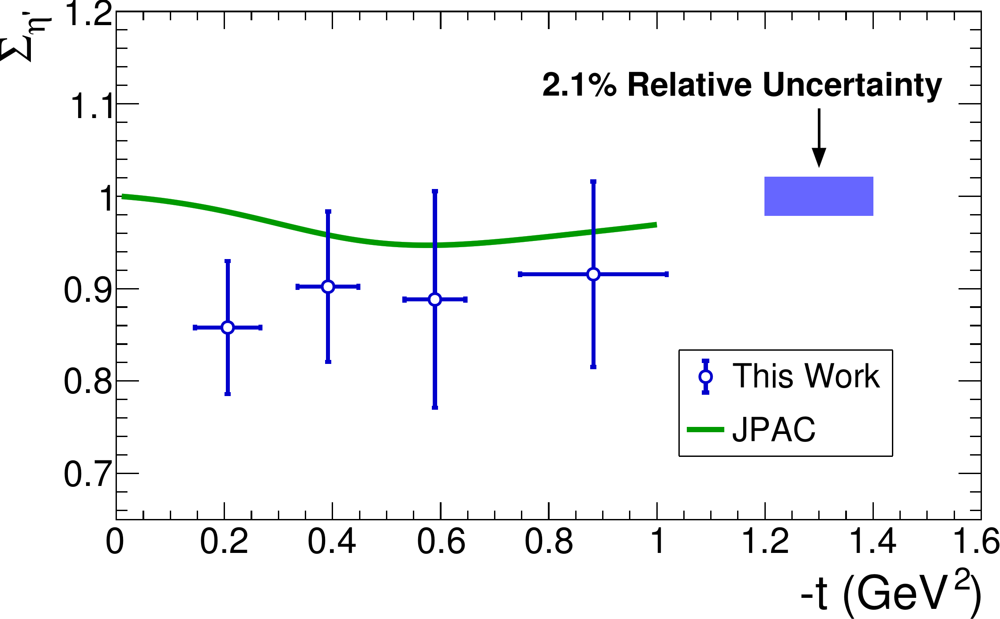 Ση'
1.2
1.1
1
0.9
0.8
0.7
2.1% Relative Uncertainty
This Work
JPAC
0 0.2 0.4 0.6 0.8 1 1.2 1.4 1.6
-t (GeV²)